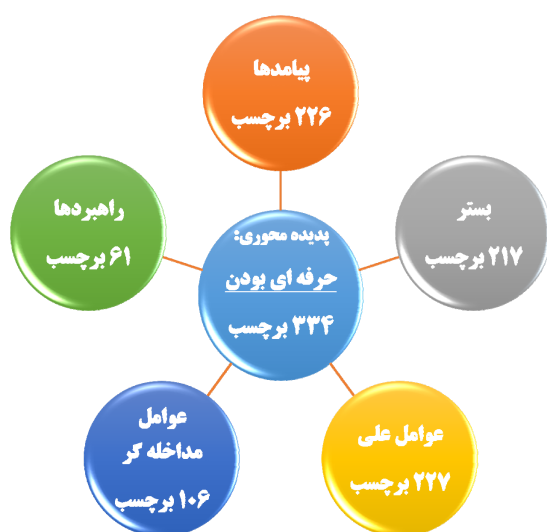 پیامدها
۲۲۶ برچسب
راهبردها
۶۱ برچسب
بستر
۲۱۷ برچسب
پدیده محوری:
حرفه ای بودن
۳۳۴ برچسب
عوامل
مداخله گر
۱۰۶ برچسب
عوامل علی
۲۲۷ برچسب